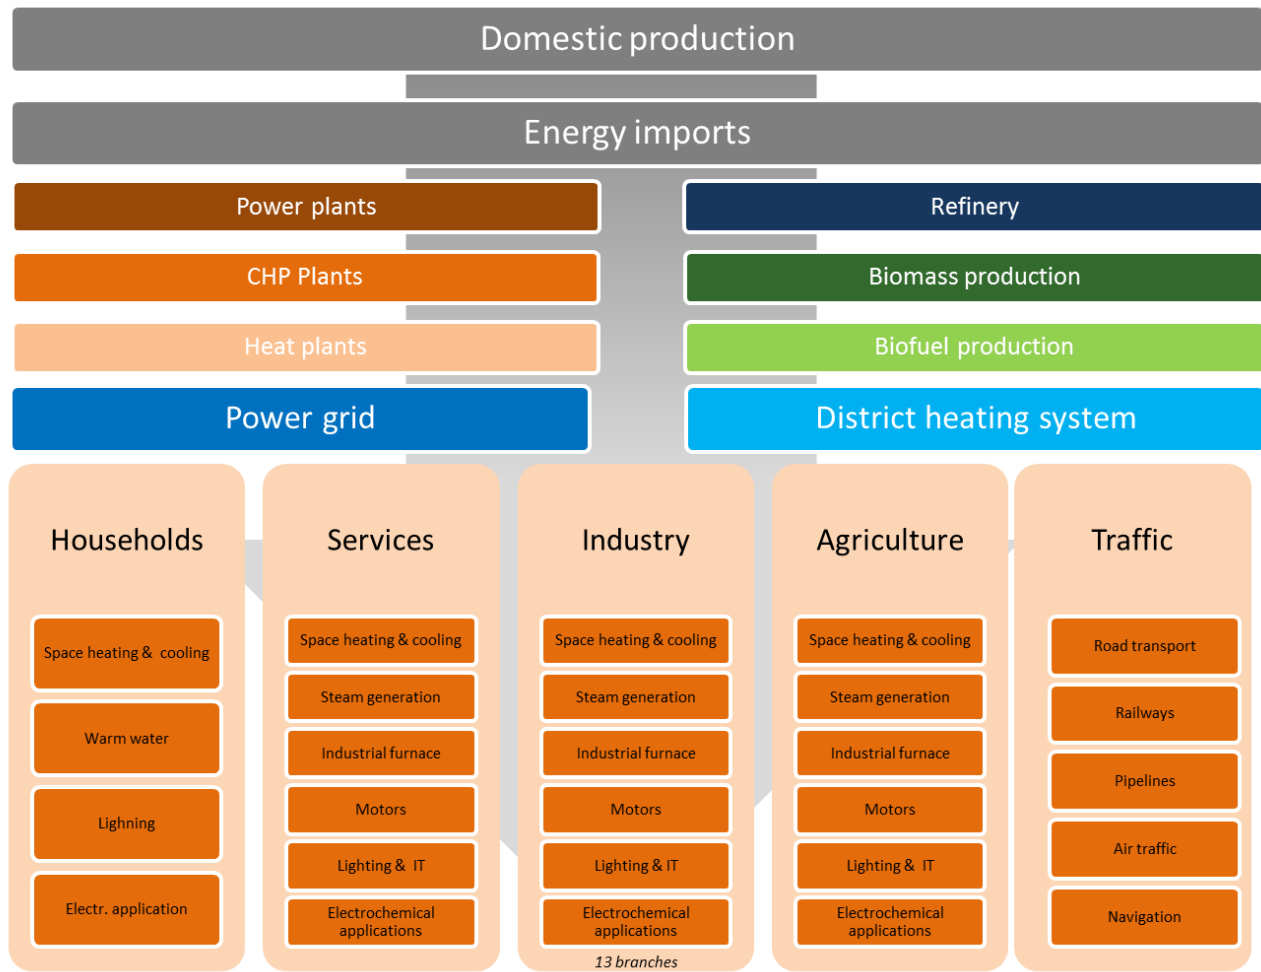 Domestic production
Energy imports
Power plants
Refinery
CHP Plants
Biomass production
Heat plants
Biofuel production
Power grid
District heating system
Households
Space heating & cooling
Warm water
Lighning
Electr. application
Services
Space heating & cooling
Steam generation
Industrial furnace
Motors
Lighting & IT
Electrochemical
applications
Industry
Space heating & cooling
Steam generation
Industrial furnace
Motors
Lighting & IT
Electrochemical
applications
13 branches
Agriculture
Space heating & cooling
Steam generation
Industrial furnace
Motors
Lighting & IT
Electrochemical
applications
Traffic
Road transport
Railways
Pipelines
Air traffic
Navigation